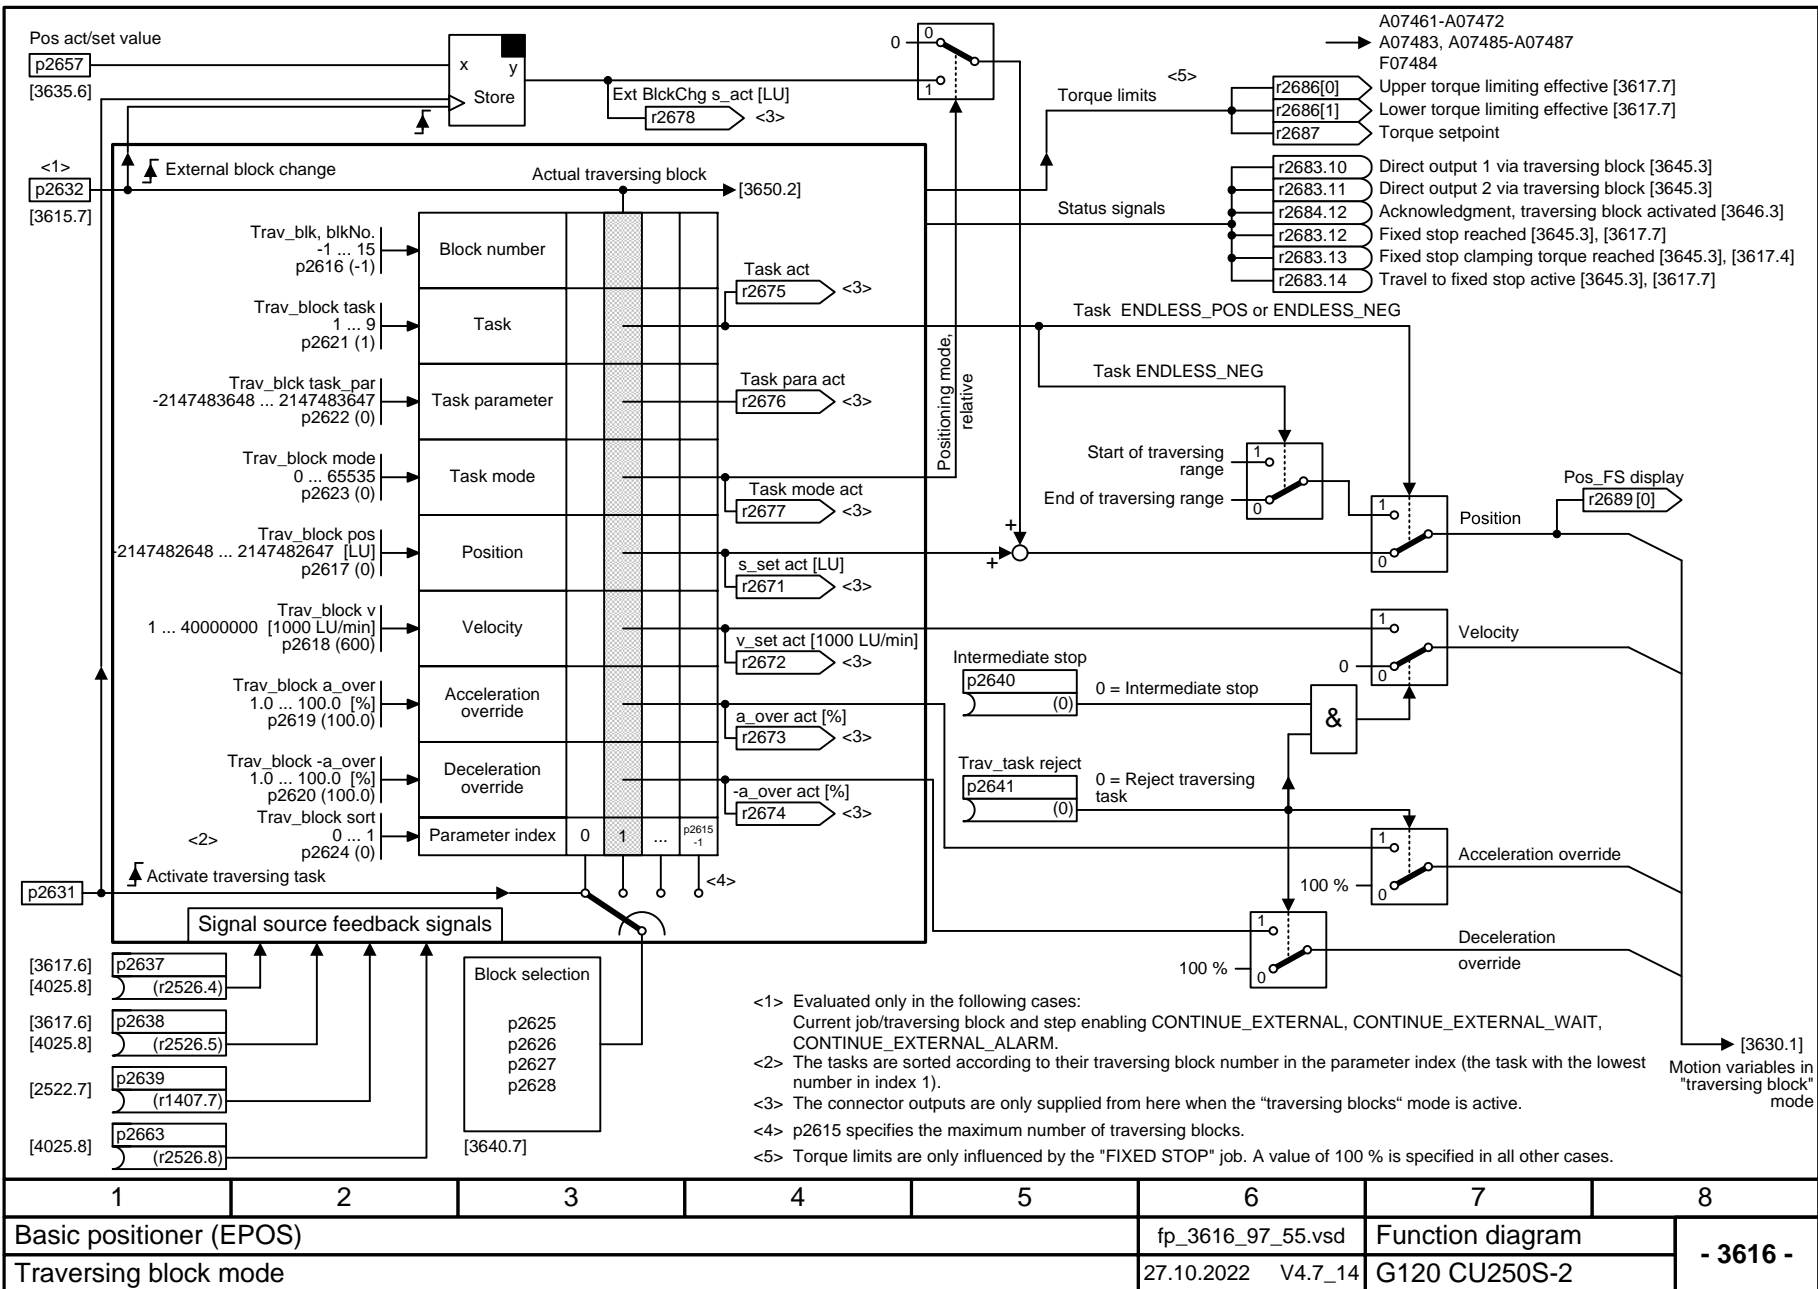 Pos act/set value
p2657
[3635.6]
x
y
Store
Ext BlckChg s_act [LU]
r2678
<3>
0
0
1
<5>
A07461-A07472
A07483, A07485-A07487
F07484
Torque limits
r2686[0]
Upper torque limiting effective [3617.7]
r2686[1]
Lower torque limiting effective [3617.7]
r2687
Torque setpoint
<1>
p2632
[3615.7]
External block change
Actual traversing block
[3650.2]
Status signals
r2683.10
Direct output 1 via traversing block [3645.3]
r2683.11
Direct output 2 via traversing block [3645.3]
r2684.12
Acknowledgment, traversing block activated [3646.3]
r2683.12
Fixed stop reached [3645.3], [3617.7]
r2683.13
Fixed stop clamping torque reached [3645.3], [3617.4]
r2683.14
Travel to fixed stop active [3645.3], [3617.7]
Trav_blk, blkNo.
-1 ... 15
p2616 (-1)
Block number
Task act
r2675
<3>
Trav_block task
1 ... 9
p2621 (1)
Task
Task  ENDLESS_POS or ENDLESS_NEG
Task ENDLESS_NEG
Positioning mode,
relative
Trav_blck task_par
-2147483648 ... 2147483647
p2622 (0)
Task parameter
Task para act
r2676
<3>
Trav_block mode
0 ... 65535
p2623 (0)
Task mode
Task mode act
r2677
<3>
Start of traversing
range
End of traversing range
1
0
Pos_FS display
r2689 [0]
1
0
Position
Trav_block pos
-2147482648 ... 2147482647  [LU]
p2617 (0)
Position
s_set act [LU]
r2671
<3>
+
+
Trav_block v
1 ... 40000000  [1000 LU/min]
p2618 (600)
Velocity
v_set act [1000 LU/min]
r2672
<3>
1
0
0
Velocity
Intermediate stop
p2640
(0)
0 = Intermediate stop
&
Trav_block a_over
1.0 ... 100.0  [%]
p2619 (100.0)
Acceleration
override
a_over act [%]
r2673
<3>
Trav_block -a_over
1.0 ... 100.0  [%]
p2620 (100.0)
Deceleration
override
-a_over act [%]
r2674
<3>
Trav_task reject
p2641
(0)
0 = Reject traversing
task
<2>
Trav_block sort
0 ... 1
p2624 (0)
Parameter index
0
1
...
p2615
-1
1
100 %
0
Acceleration override
p2631
Activate traversing task
<4>
Signal source feedback signals
1
100 %
0
Deceleration
override
[3617.6]
[4025.8]
p2637
(r2526.4)
[3617.6]
[4025.8]
p2638
(r2526.5)
[2522.7]
p2639
(r1407.7)
[4025.8]
p2663
(r2526.8)
Block selection
p2625
p2626
p2627
p2628
[3640.7]
<1>  Evaluated only in the following cases:
Current job/traversing block and step enabling CONTINUE_EXTERNAL, CONTINUE_EXTERNAL_WAIT,
CONTINUE_EXTERNAL_ALARM.
<2>  The tasks are sorted according to their traversing block number in the parameter index (the task with the lowest
number in index 1).
<3>  The connector outputs are only supplied from here when the “traversing blocks“ mode is active.
<4>  p2615 specifies the maximum number of traversing blocks.
<5>  Torque limits are only influenced by the "FIXED STOP" job. A value of 100 % is specified in all other cases.
[3630.1]
Motion variables in
"traversing block"
mode
1
2
3
4
5
6
7
8
Basic positioner (EPOS)
fp_3616_97_55.vsd
Function diagram
- 3616 -
Traversing block mode
27.10.2022
V4.7_14
G120 CU250S-2